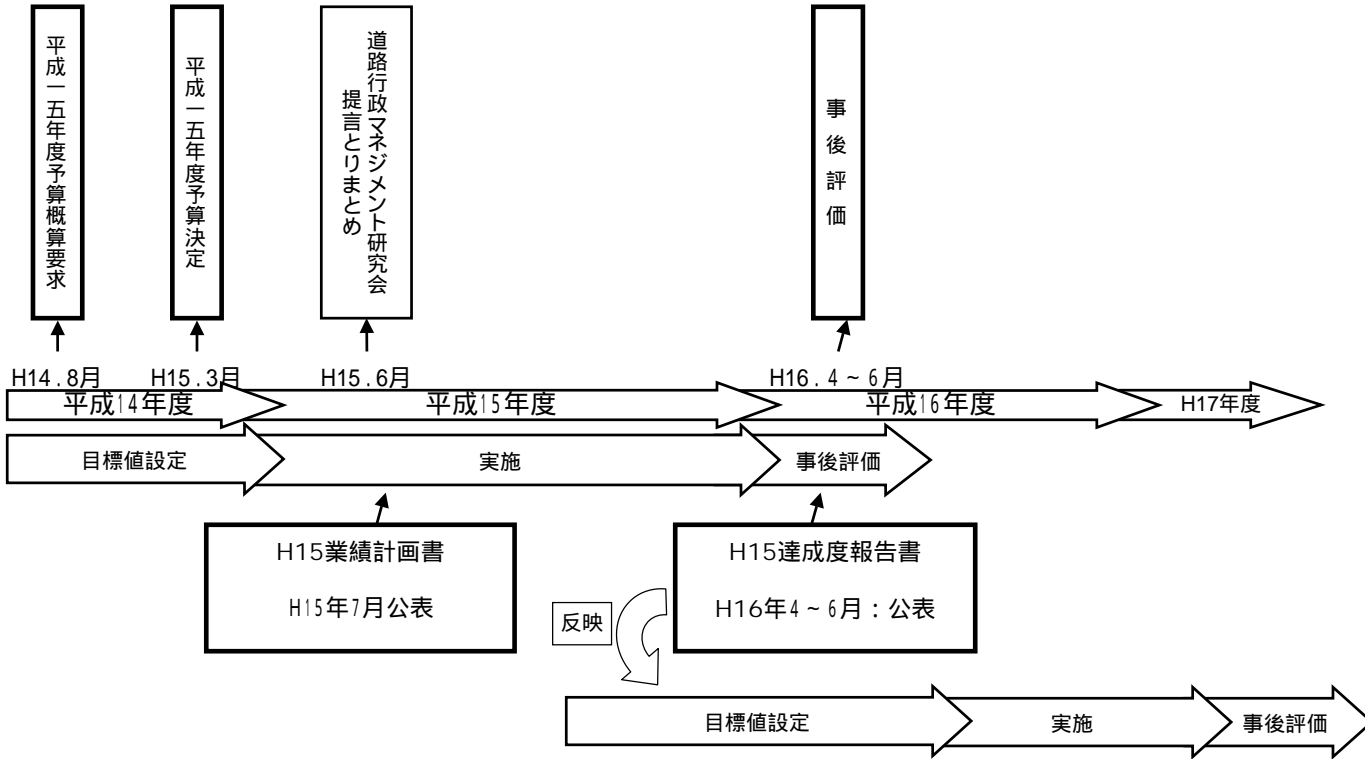 平成一五年度予算概算要求
平成一五年度予算決定
道路行政マネジメント研究会
提言とりまとめ
事後評価
H14.8月
H15.3月
H15.6月
H16.4~6月
平成14年度
平成15年度
平成16年度
H17年度
目標値設定
実施
事後評価
H15業績計画書
H15年7月公表
H15達成度報告書
H16年4~6月:公表
反映
目標値設定
実施
事後評価